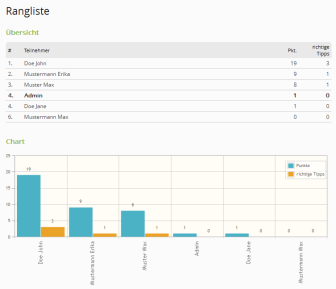 Rangliste
Übersicht
# Teilnehmer Pkt. richtige Tipps
1. Doe John 19 3
2. Mustermann Erika 9 1
3. Muster Max 8 1
4. Admin 1 0
4. Doe Jane 1 0
6. Mustermann Max 0 0
Chart
25
20
15
10
5
0
19 3 9 1 8 1 1 0 1 0 0 0
Punkte
richtige Tipps
Doe John
Mustermann Erika
Muster Max
Admin
Doe Jane
Mustermann Max